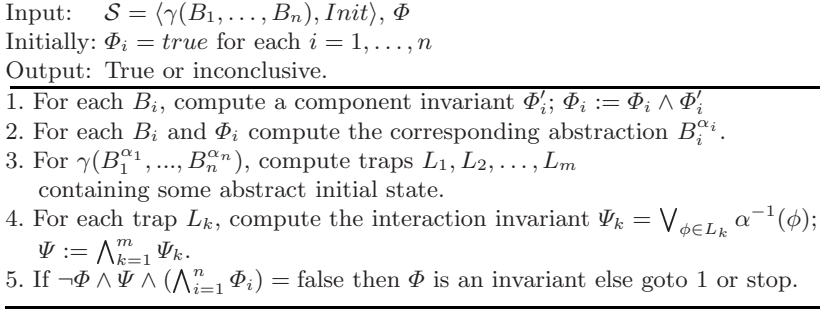 Input: 𝒮 = ⟨γ(B₁, . . . , Bₙ), Init⟩, Φ
Initially: Φᵢ = true for each i = 1, . . . , n
Output: True or inconclusive.
1. For each Bᵢ, compute a component invariant Φ′ᵢ; Φᵢ := Φᵢ ∧ Φ′ᵢ
2. For each Bᵢ and Φᵢ compute the corresponding abstraction Bᵢ^{αᵢ}.
3. For γ(B₁^{α₁}, ..., Bₙ^{αₙ}), compute traps L₁, L₂, . . . , Lₘ
containing some abstract initial state.
4. For each trap Lₖ, compute the interaction invariant Ψₖ = ⋁_{ϕ∈Lₖ} α⁻¹(ϕ);
Ψ := ⋀_{k=1}^{m} Ψₖ.
5. If ¬Φ ∧ Ψ ∧ (⋀_{i=1}^{n} Φᵢ) = false then Φ is an invariant else goto 1 or stop.